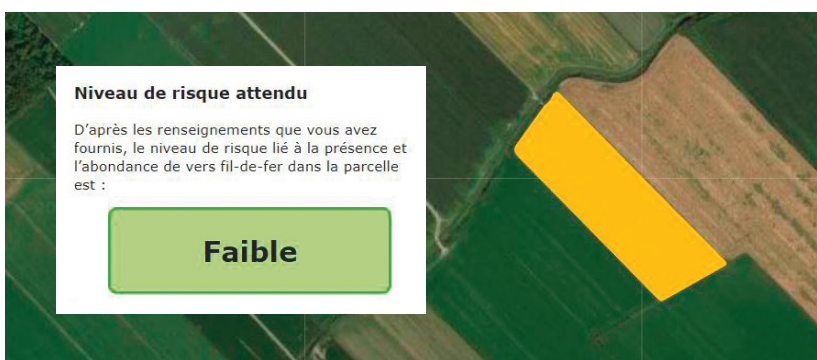 Niveau de risque attendu
D’après les renseignements que vous avez
fournis, le niveau de risque lié à la présence et
l’abondance de vers fil-de-fer dans la parcelle
est :
Faible